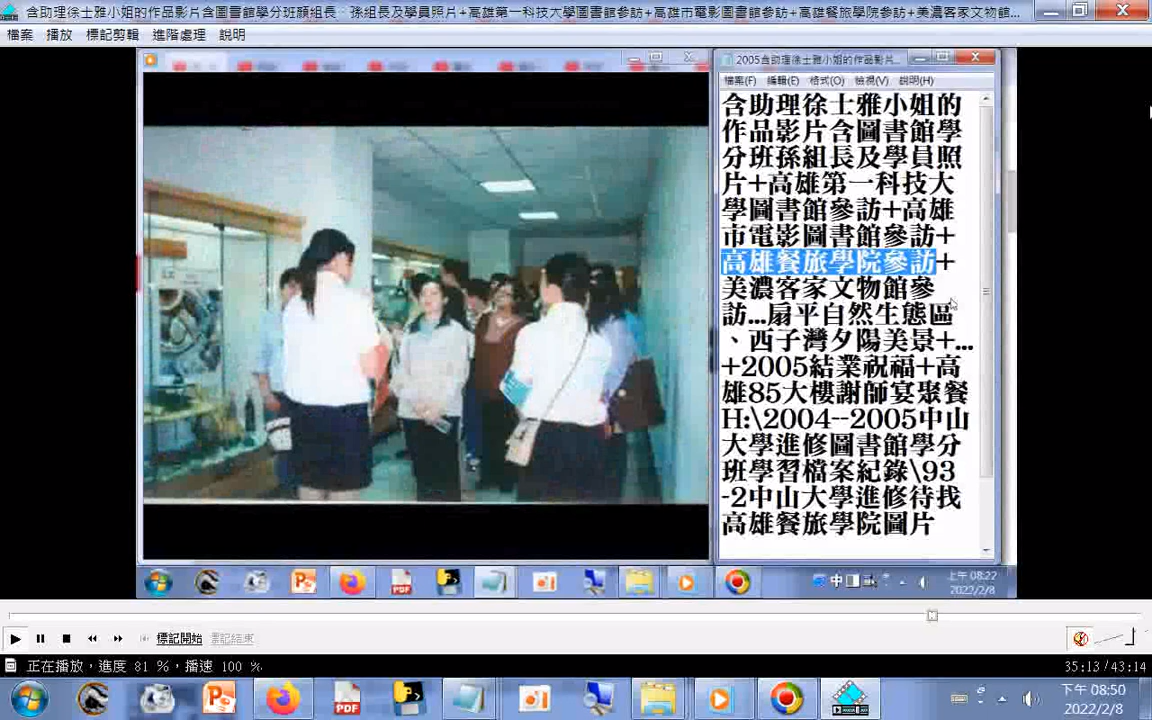 含助理徐士雅小姐的作品影片含圖書館學分班顏組長、孫組長及學員照片+高雄第一科技大學圖書館參訪+高雄市電影圖書館參訪+高雄餐旅學院參訪+美濃客家文物館...
檔案 播放 標記剪輯 進階處理 說明
2005含助理徐士雅小姐的作品影片...
檔案(F) 編輯(E) 格式(O) 檢視(V) 說明(H)
含助理徐士雅小姐的
作品影片含圖書館學
分班孫組長及學員照
片+高雄第一科技大
學圖書館參訪+高雄
市電影圖書館參訪+
高雄餐旅學院參訪+
美濃客家文物館參
訪...扇平自然生態區
、西子灣夕陽美景+...
+2005結業祝福+高
雄85大樓謝師宴聚餐
H:\2004--2005中山
大學進修圖書館學分
班學習檔案紀錄\93
-2中山大學進修待找
高雄餐旅學院圖片
中
上午 08:22
2022/2/8
標記開始 標記結束
正在播放，進度 81 %，播速 100 %.
35:13 / 43:14
下午 08:50
2022/2/8